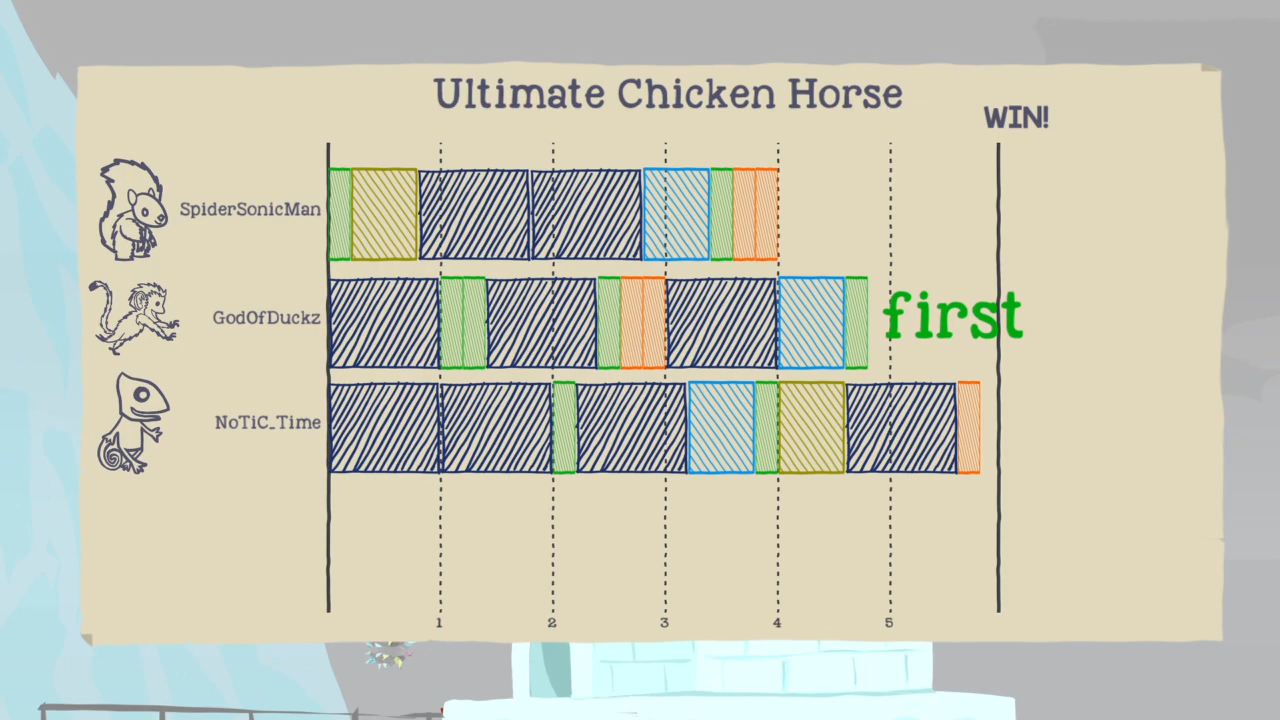 Ultimate Chicken Horse
WIN!
SpiderSonicMan
GodOfDuckz
first
NoTiC_Time
1 2 3 4 5